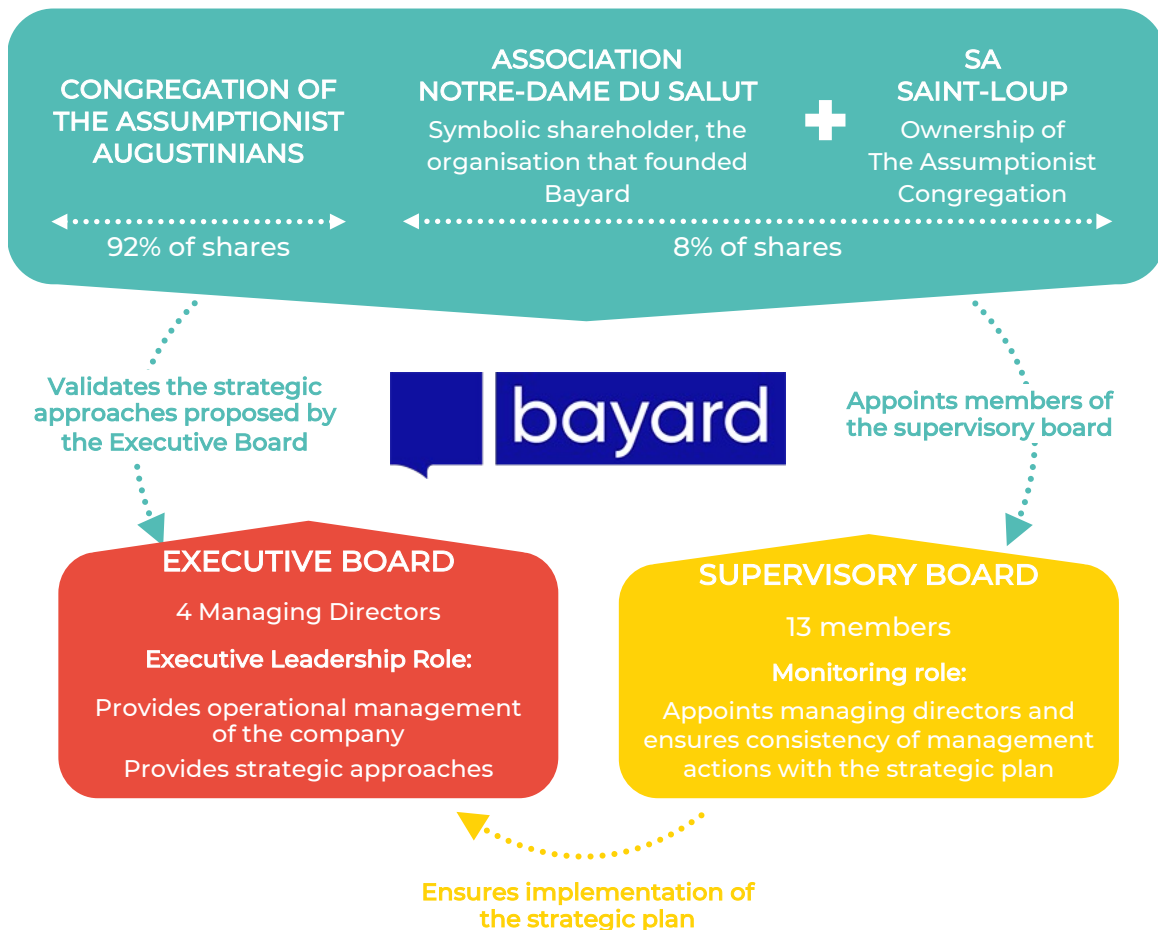 CONGREGATION OF
THE ASSUMPTIONIST
AUGUSTINIANS
92% of shares
ASSOCIATION
NOTRE-DAME DU SALUT
Symbolic shareholder, the
organisation that founded
Bayard
+
SA
SAINT-LOUP
Ownership of
The Assumptionist
Congregation
8% of shares
Validates the strategic
approaches proposed by
the Executive Board
bayard
Appoints members of
the supervisory board
EXECUTIVE BOARD
4 Managing Directors
Executive Leadership Role:
Provides operational management
of the company
Provides strategic approaches
SUPERVISORY BOARD
13 members
Monitoring role:
Appoints managing directors and
ensures consistency of management
actions with the strategic plan
Ensures implementation of
the strategic plan